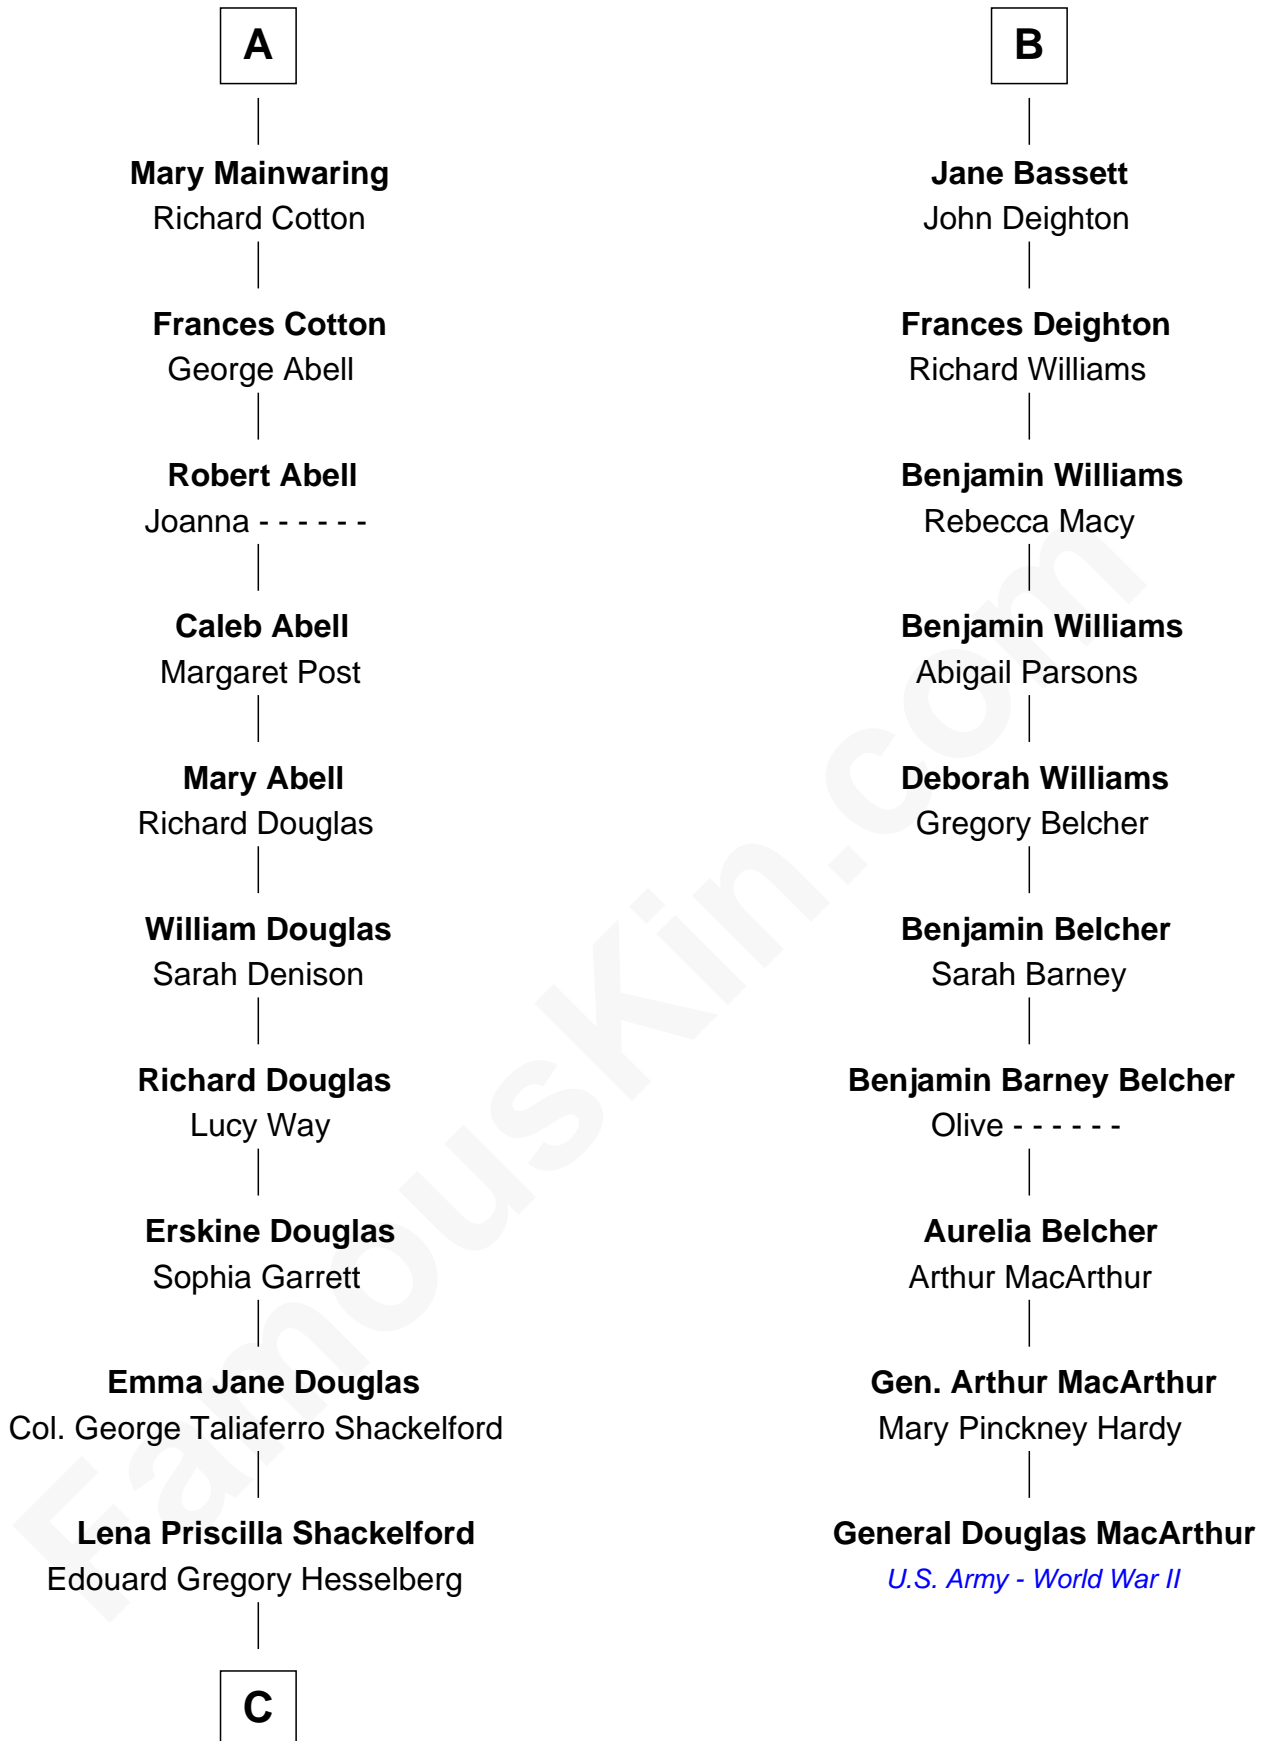 A
Mary Mainwaring
Richard Cotton
Frances Cotton
George Abell
Robert Abell
Joanna - - - - - -
Caleb Abell
Margaret Post
Mary Abell
Richard Douglas
William Douglas
Sarah Denison
Richard Douglas
Lucy Way
Erskine Douglas
Sophia Garrett
Emma Jane Douglas
Col. George Taliaferro Shackelford
Lena Priscilla Shackelford
Edouard Gregory Hesselberg
C
B
Jane Bassett
John Deighton
Frances Deighton
Richard Williams
Benjamin Williams
Rebecca Macy
Benjamin Williams
Abigail Parsons
Deborah Williams
Gregory Belcher
Benjamin Belcher
Sarah Barney
Benjamin Barney Belcher
Olive - - - - - -
Aurelia Belcher
Arthur MacArthur
Gen. Arthur MacArthur
Mary Pinckney Hardy
General Douglas MacArthur
U.S. Army - World War II
FamousKin.com